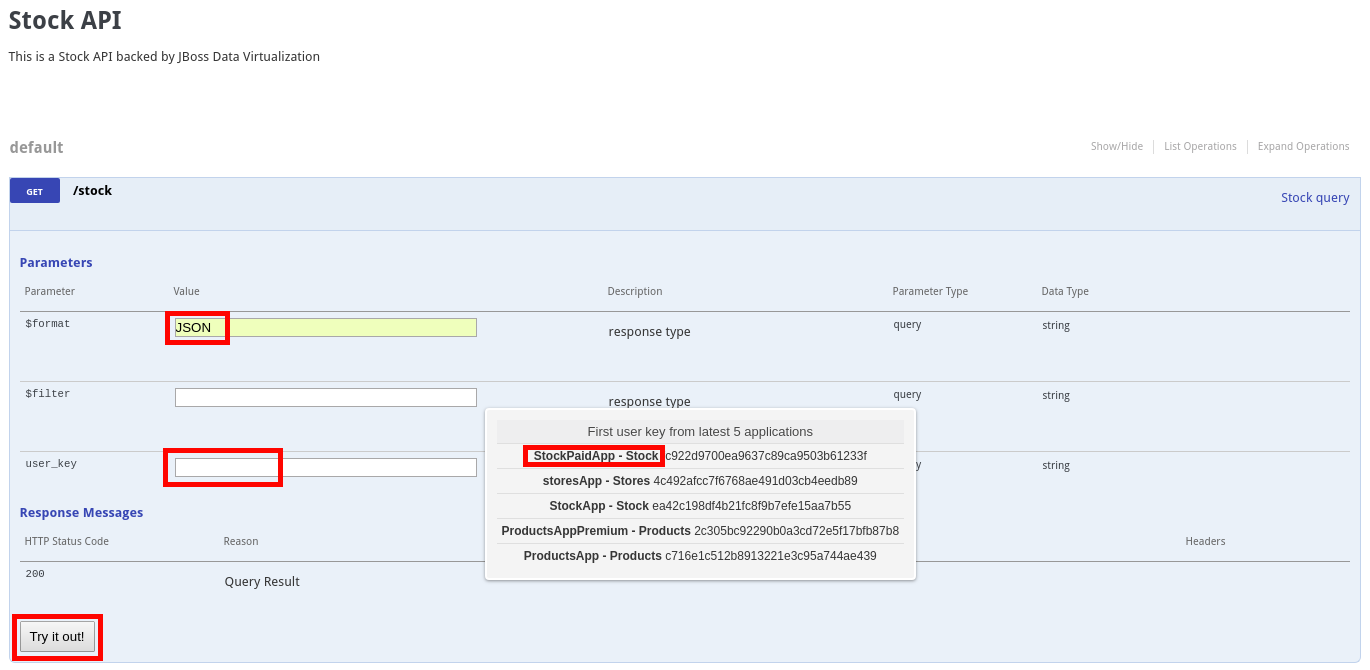 Stock API
This is a Stock API backed by JBoss Data Virtualization
default
Show/Hide List Operations Expand Operations
GET /stock
Stock query
Parameters
Parameter Value Description Parameter Type Data Type
$format JSON response type query string
$filter response type query string
First user key from latest 5 applications
StockPaidApp - Stock c922d9700ea9637c89ca9503b61233f
user_key y string
storesApp - Stores 4c492afcc7f6768ae491d03cb4eedb89
StockApp - Stock ea42c198df4b21fc8f9b7efe15aa7b55
Response Messages
ProductsAppPremium - Products 2c305bc92290b0a3cd72e5f17bfb87b8
HTTP Status Code Reason Headers
ProductsApp - Products c716e1c512b8913221e3c95a744ae439
200 Query Result
Try it out!